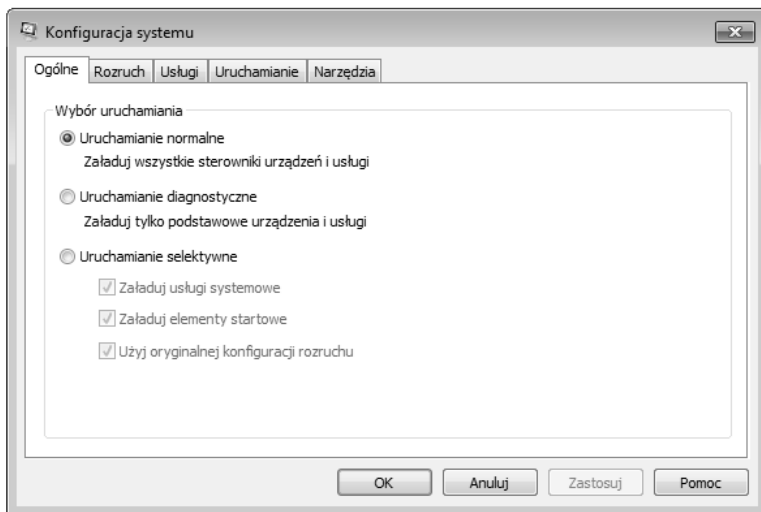 Konfiguracja systemu
Ogólne Rozruch Usługi Uruchamianie Narzędzia
Wybór uruchamiania
Uruchamianie normalne
Załaduj wszystkie sterowniki urządzeń i usługi
Uruchamianie diagnostyczne
Załaduj tylko podstawowe urządzenia i usługi
Uruchamianie selektywne
Załaduj usługi systemowe
Załaduj elementy startowe
Użyj oryginalnej konfiguracji rozruchu
OK Anuluj Zastosuj Pomoc